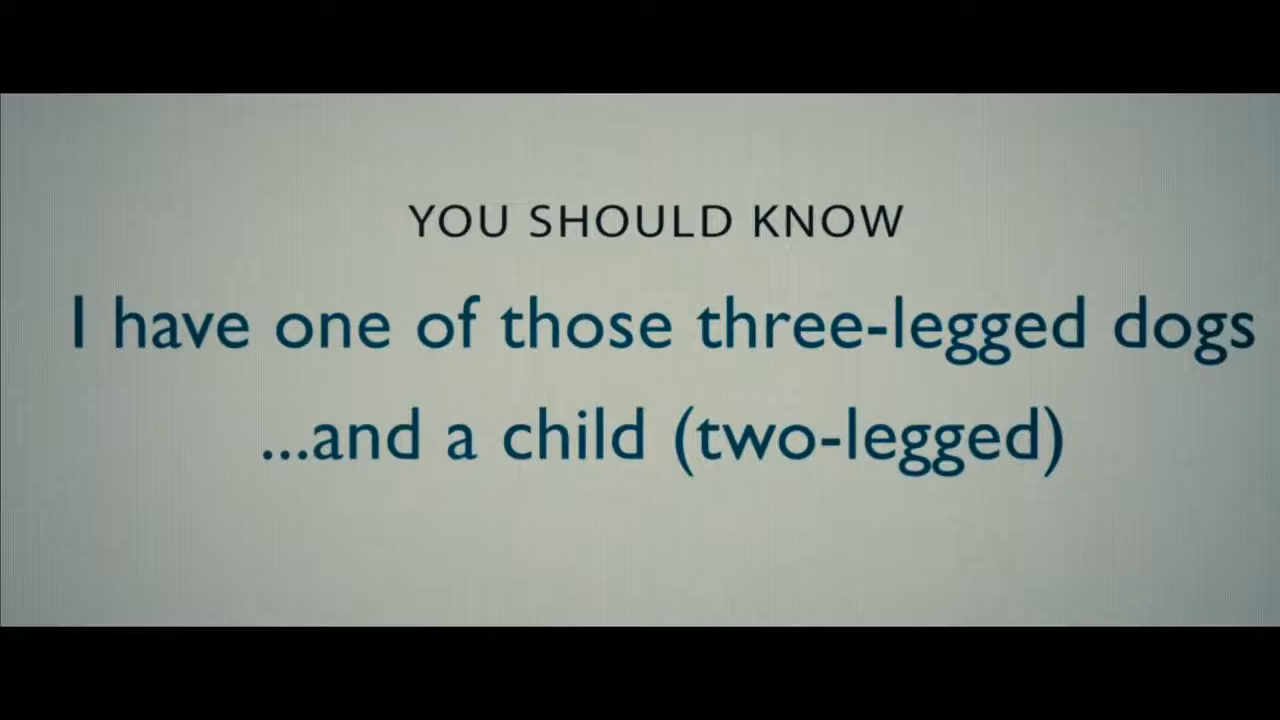 YOU SHOULD KNOW
I have one of those three-legged dogs
...and a child (two-legged)